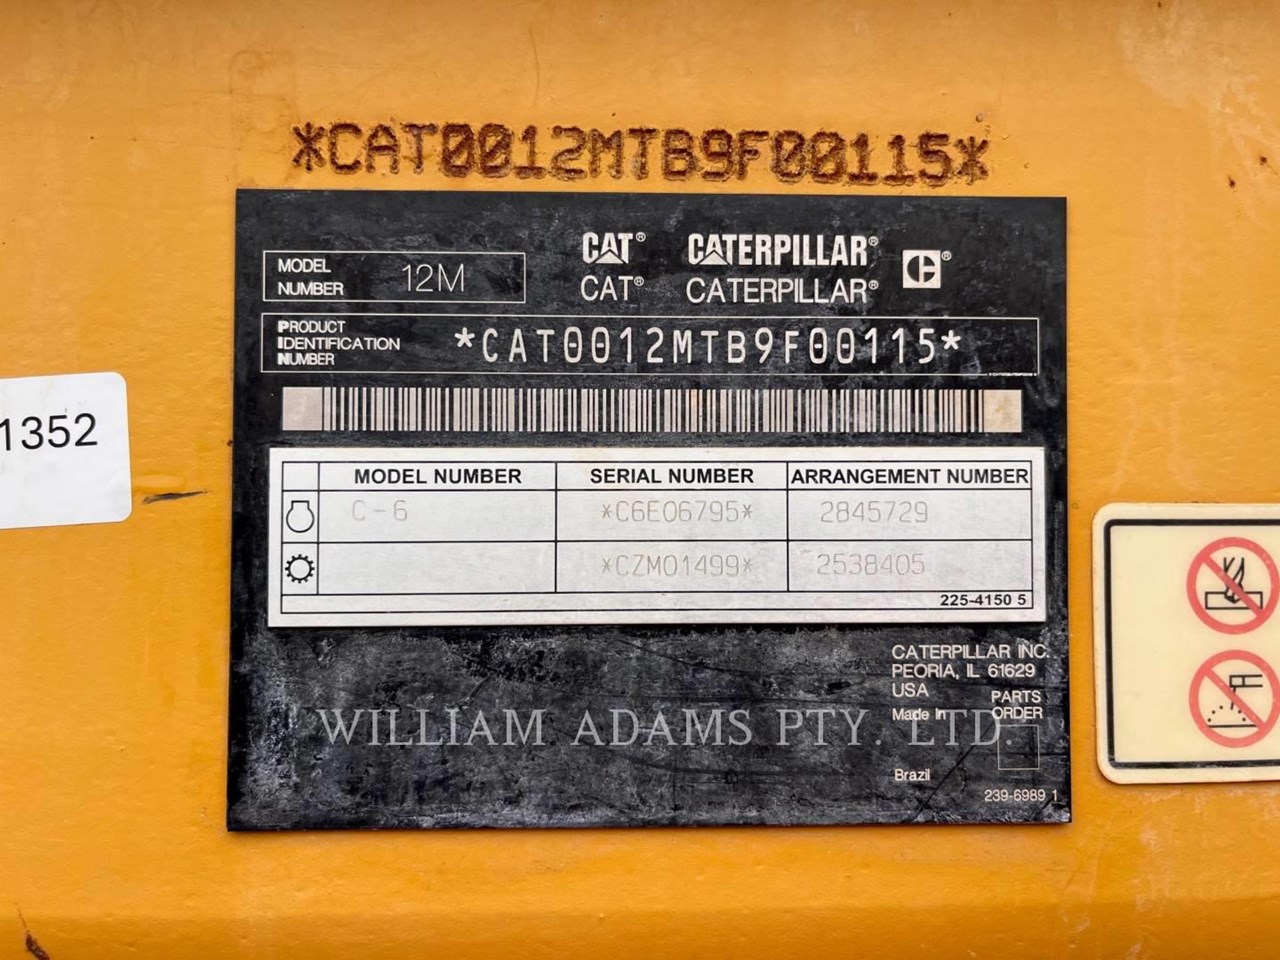 *CAT0012MTB9F00115*
MODEL NUMBER 12M
CAT® CATERPILLAR®
CAT® CATERPILLAR®
PRODUCT IDENTIFICATION NUMBER *CAT0012MTB9F00115*
1352
MODEL NUMBER SERIAL NUMBER ARRANGEMENT NUMBER
C-6 *C6E06795* 2845729
*CZM01499* 2538405
225-4150 5
CATERPILLAR INC.
PEORIA, IL 61629
USA
PARTS ORDER
Made In
WILLIAM ADAMS PTY. LTD.
Brazil
239-6989 1